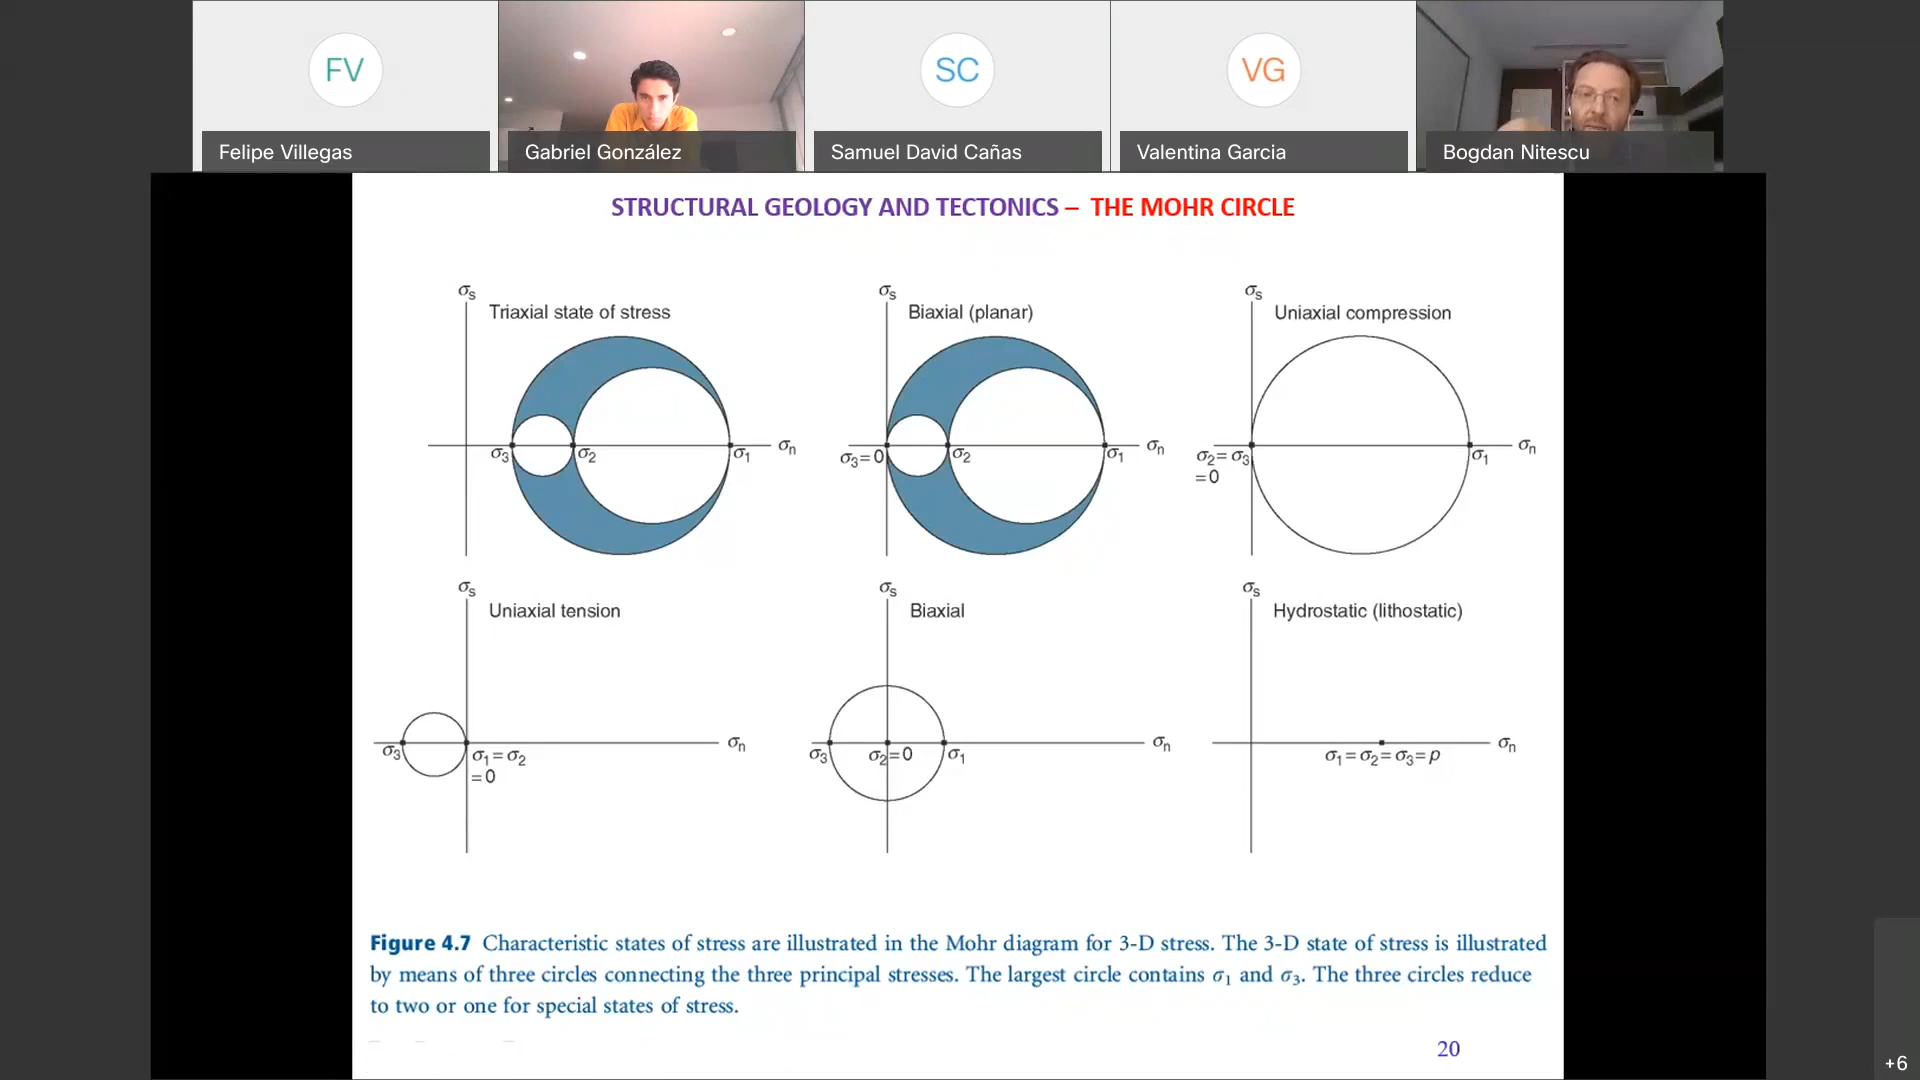 FV
SC
VG
Felipe Villegas
Gabriel González
Samuel David Cañas
Valentina Garcia
Bogdan Nitescu
STRUCTURAL GEOLOGY AND TECTONICS – THE MOHR CIRCLE
σs
Triaxial state of stress
σ3
σ2
σ1
σn
σs
Biaxial (planar)
σ3=0
σ2
σ1
σn
σs
Uniaxial compression
σ2= σ3
=0
σ1
σn
σs
Uniaxial tension
σ3
σ1=σ2
=0
σn
σs
Biaxial
σ3
σ2=0
σ1
σn
σs
Hydrostatic (lithostatic)
σ1=σ2=σ3=p
σn
Figure 4.7 Characteristic states of stress are illustrated in the Mohr diagram for 3-D stress. The 3-D state of stress is illustrated
by means of three circles connecting the three principal stresses. The largest circle contains σ1 and σ3. The three circles reduce
to two or one for special states of stress.
20
+6